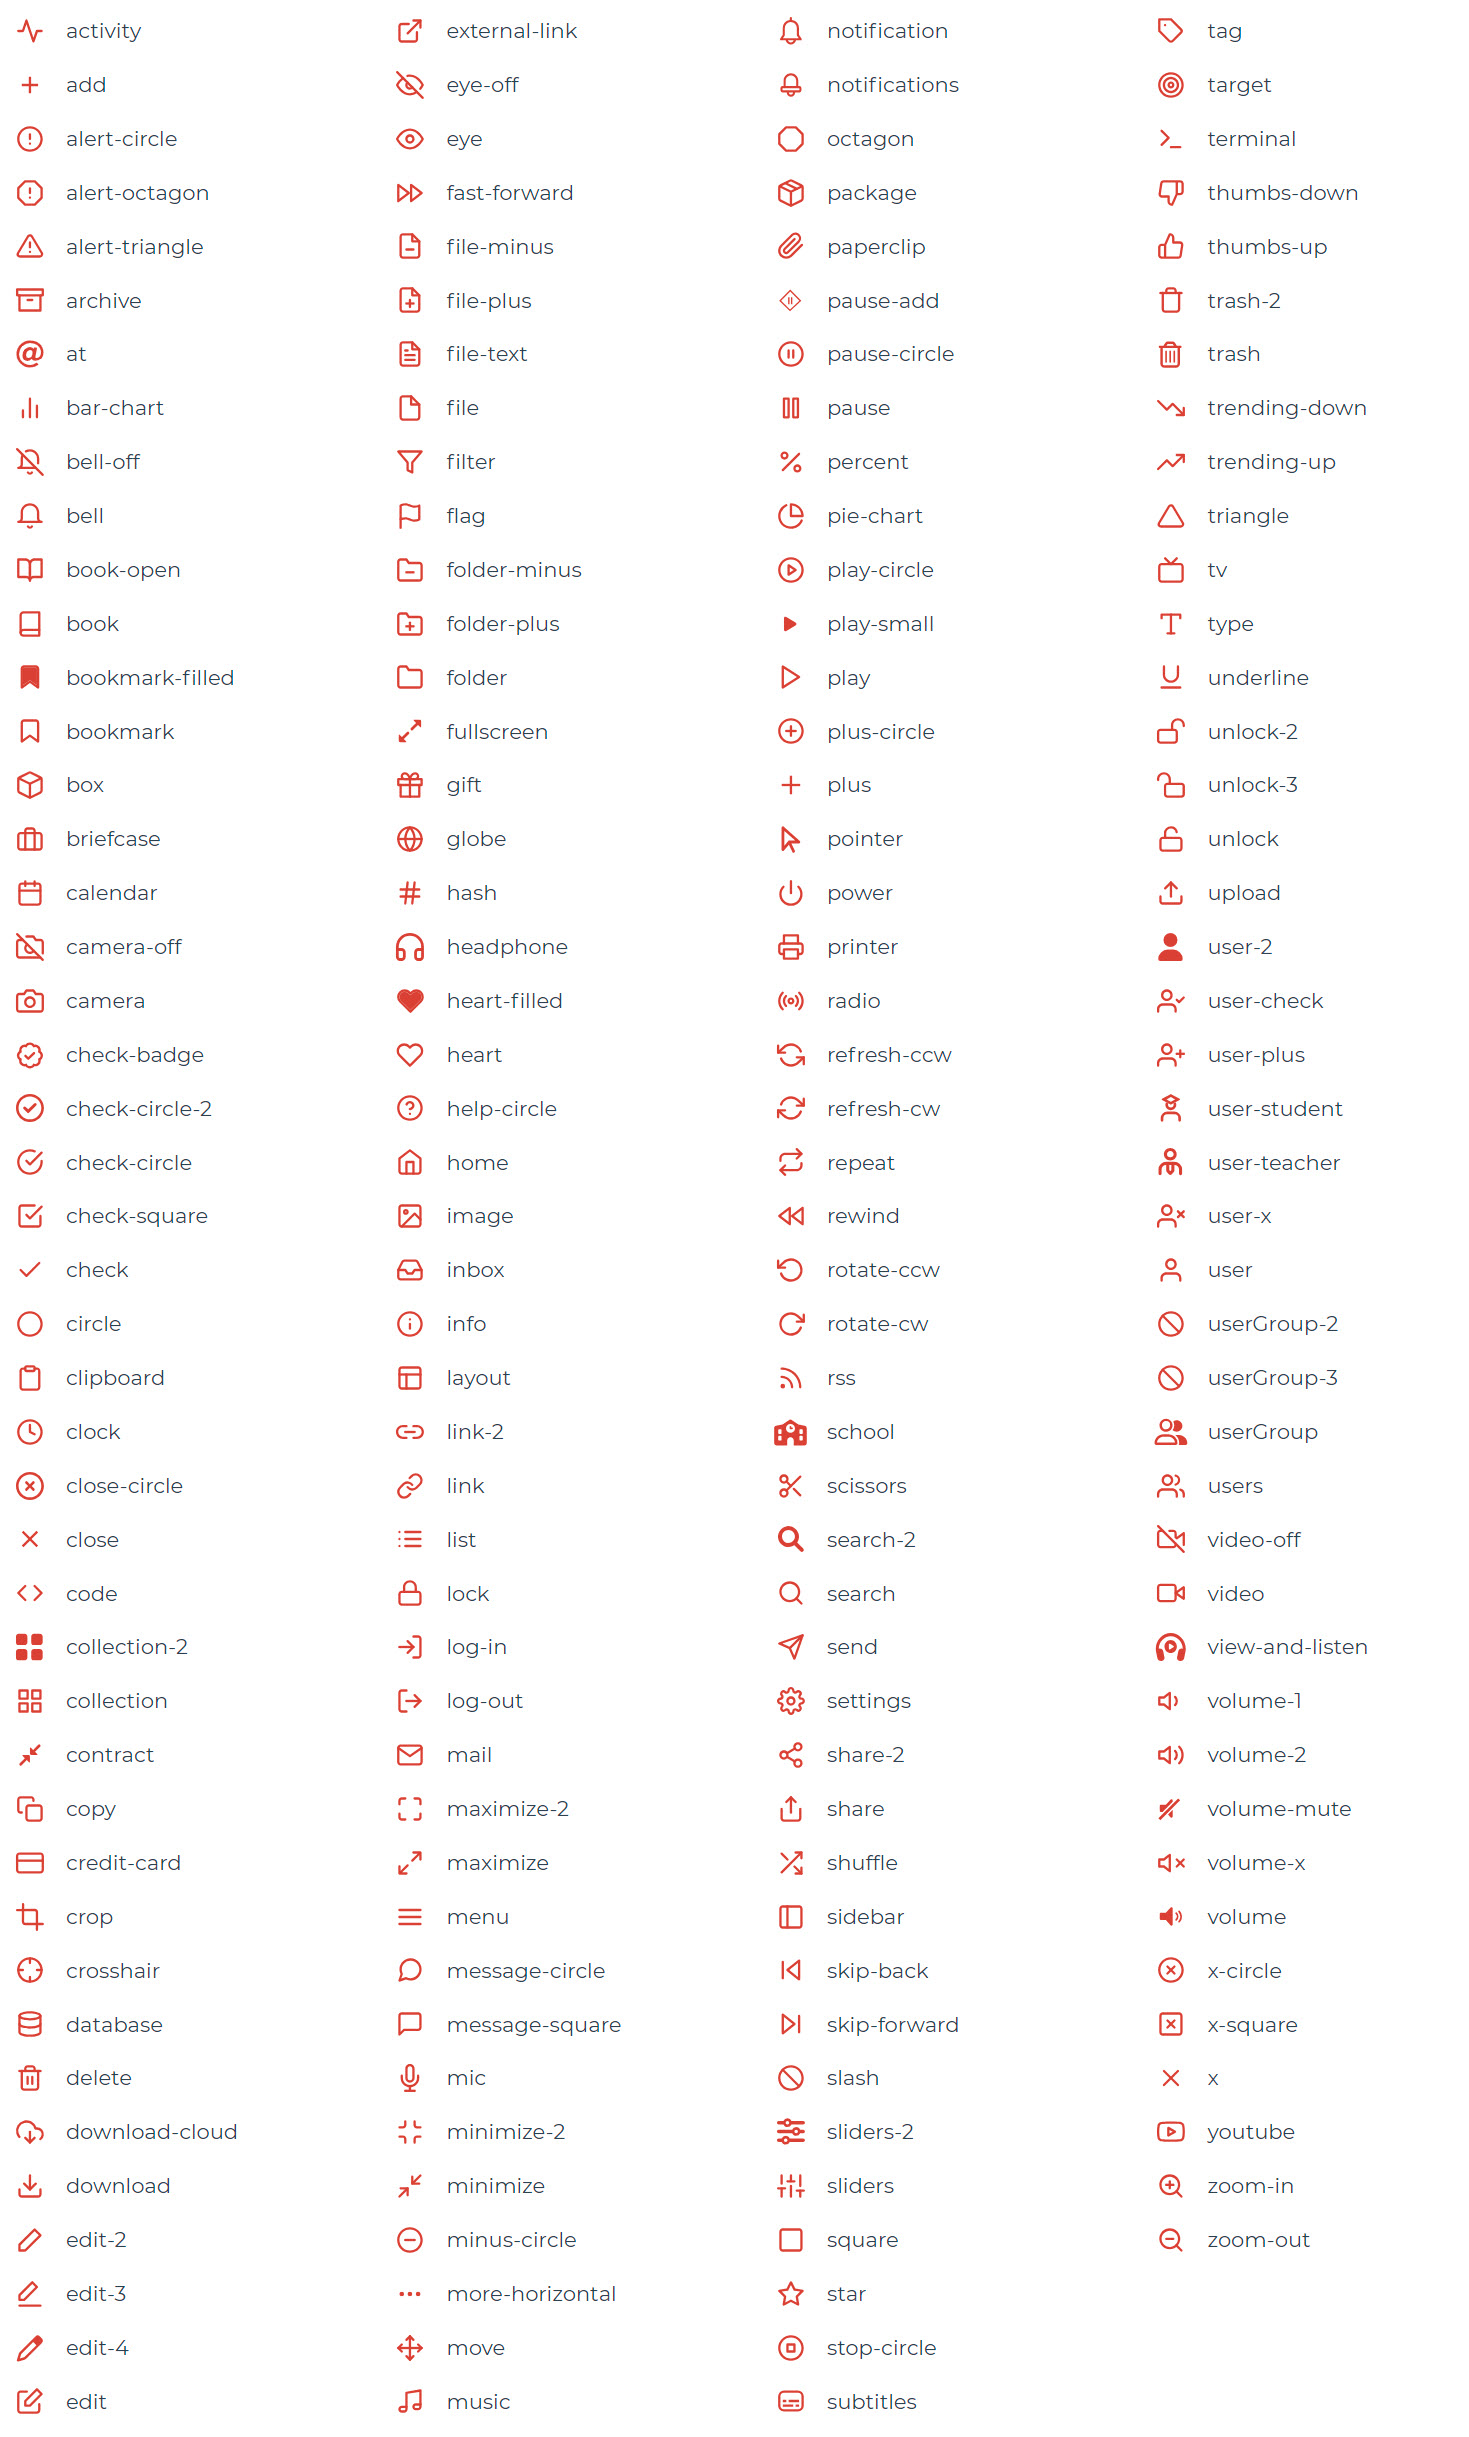 activity
add
alert-circle
alert-octagon
alert-triangle
archive
at
bar-chart
bell-off
bell
book-open
book
bookmark-filled
bookmark
box
briefcase
calendar
camera-off
camera
check-badge
check-circle-2
check-circle
check-square
check
circle
clipboard
clock
close-circle
close
code
collection-2
collection
contract
copy
credit-card
crop
crosshair
database
delete
download-cloud
download
edit-2
edit-3
edit-4
edit
external-link
eye-off
eye
fast-forward
file-minus
file-plus
file-text
file
filter
flag
folder-minus
folder-plus
folder
fullscreen
gift
globe
hash
headphone
heart-filled
heart
help-circle
home
image
inbox
info
layout
link-2
link
list
lock
log-in
log-out
mail
maximize-2
maximize
menu
message-circle
message-square
mic
minimize-2
minimize
minus-circle
more-horizontal
move
music
notification
notifications
octagon
package
paperclip
pause-add
pause-circle
pause
percent
pie-chart
play-circle
play-small
play
plus-circle
plus
pointer
power
printer
radio
refresh-ccw
refresh-cw
repeat
rewind
rotate-ccw
rotate-cw
rss
school
scissors
search-2
search
send
settings
share-2
share
shuffle
sidebar
skip-back
skip-forward
slash
sliders-2
sliders
square
star
stop-circle
subtitles
tag
target
terminal
thumbs-down
thumbs-up
trash-2
trash
trending-down
trending-up
triangle
tv
type
underline
unlock-2
unlock-3
unlock
upload
user-2
user-check
user-plus
user-student
user-teacher
user-x
user
userGroup-2
userGroup-3
userGroup
users
video-off
video
view-and-listen
volume-1
volume-2
volume-mute
volume-x
volume
x-circle
x-square
x
youtube
zoom-in
zoom-out